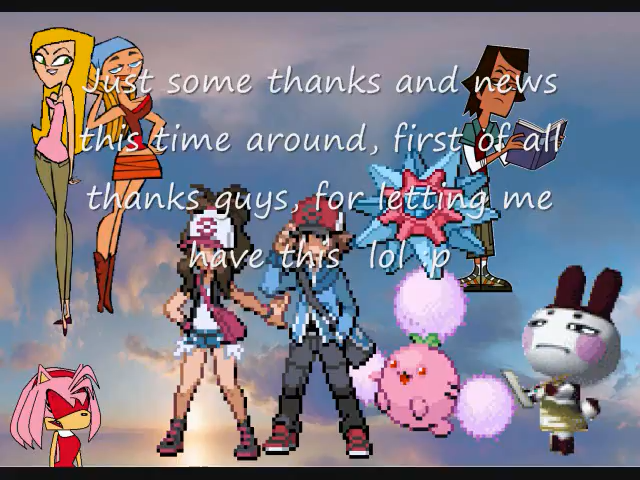 Just some thanks and news
this time around, first of all
thanks guys, for letting me
have this  lol :p